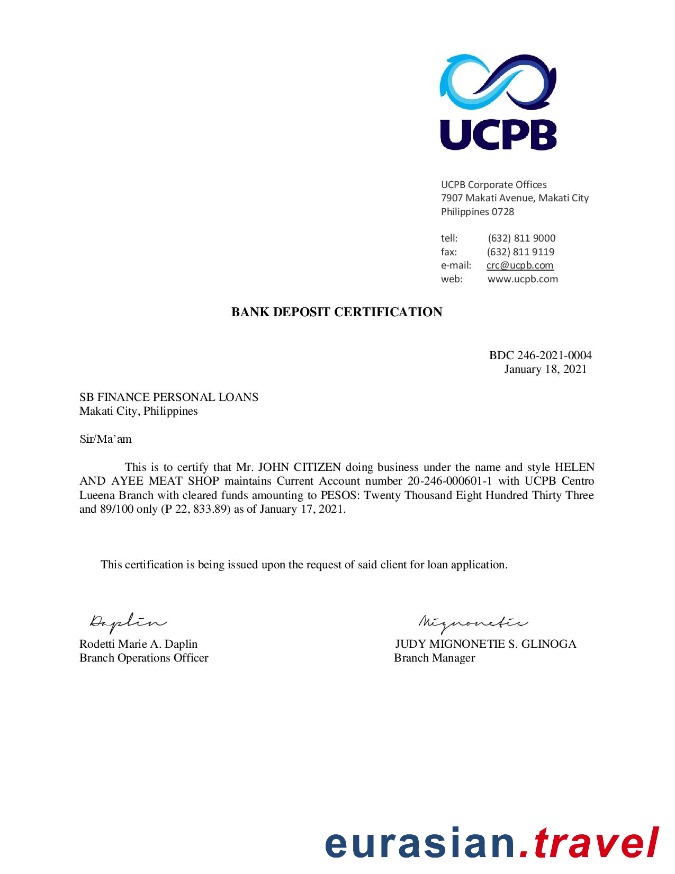 UCPB
UCPB Corporate Offices
7907 Makati Avenue, Makati City
Philippines 0728
tell: (632) 811 9000
fax: (632) 811 9119
e-mail: crc@ucpb.com
web: www.ucpb.com
BANK DEPOSIT CERTIFICATION
BDC 246-2021-0004
January 18, 2021
SB FINANCE PERSONAL LOANS
Makati City, Philippines
Sir/Ma'am
This is to certify that Mr. JOHN CITIZEN doing business under the name and style HELEN
AND AYEE MEAT SHOP maintains Current Account number 20-246-000601-1 with UCPB Centro
Lueena Branch with cleared funds amounting to PESOS: Twenty Thousand Eight Hundred Thirty Three
and 89/100 only (P 22, 833.89) as of January 17, 2021.
This certification is being issued upon the request of said client for loan application.
Daplin Mignonetie
Rodetti Marie A. Daplin JUDY MIGNONETIE S. GLINOGA
Branch Operations Officer Branch Manager
eurasian.travel